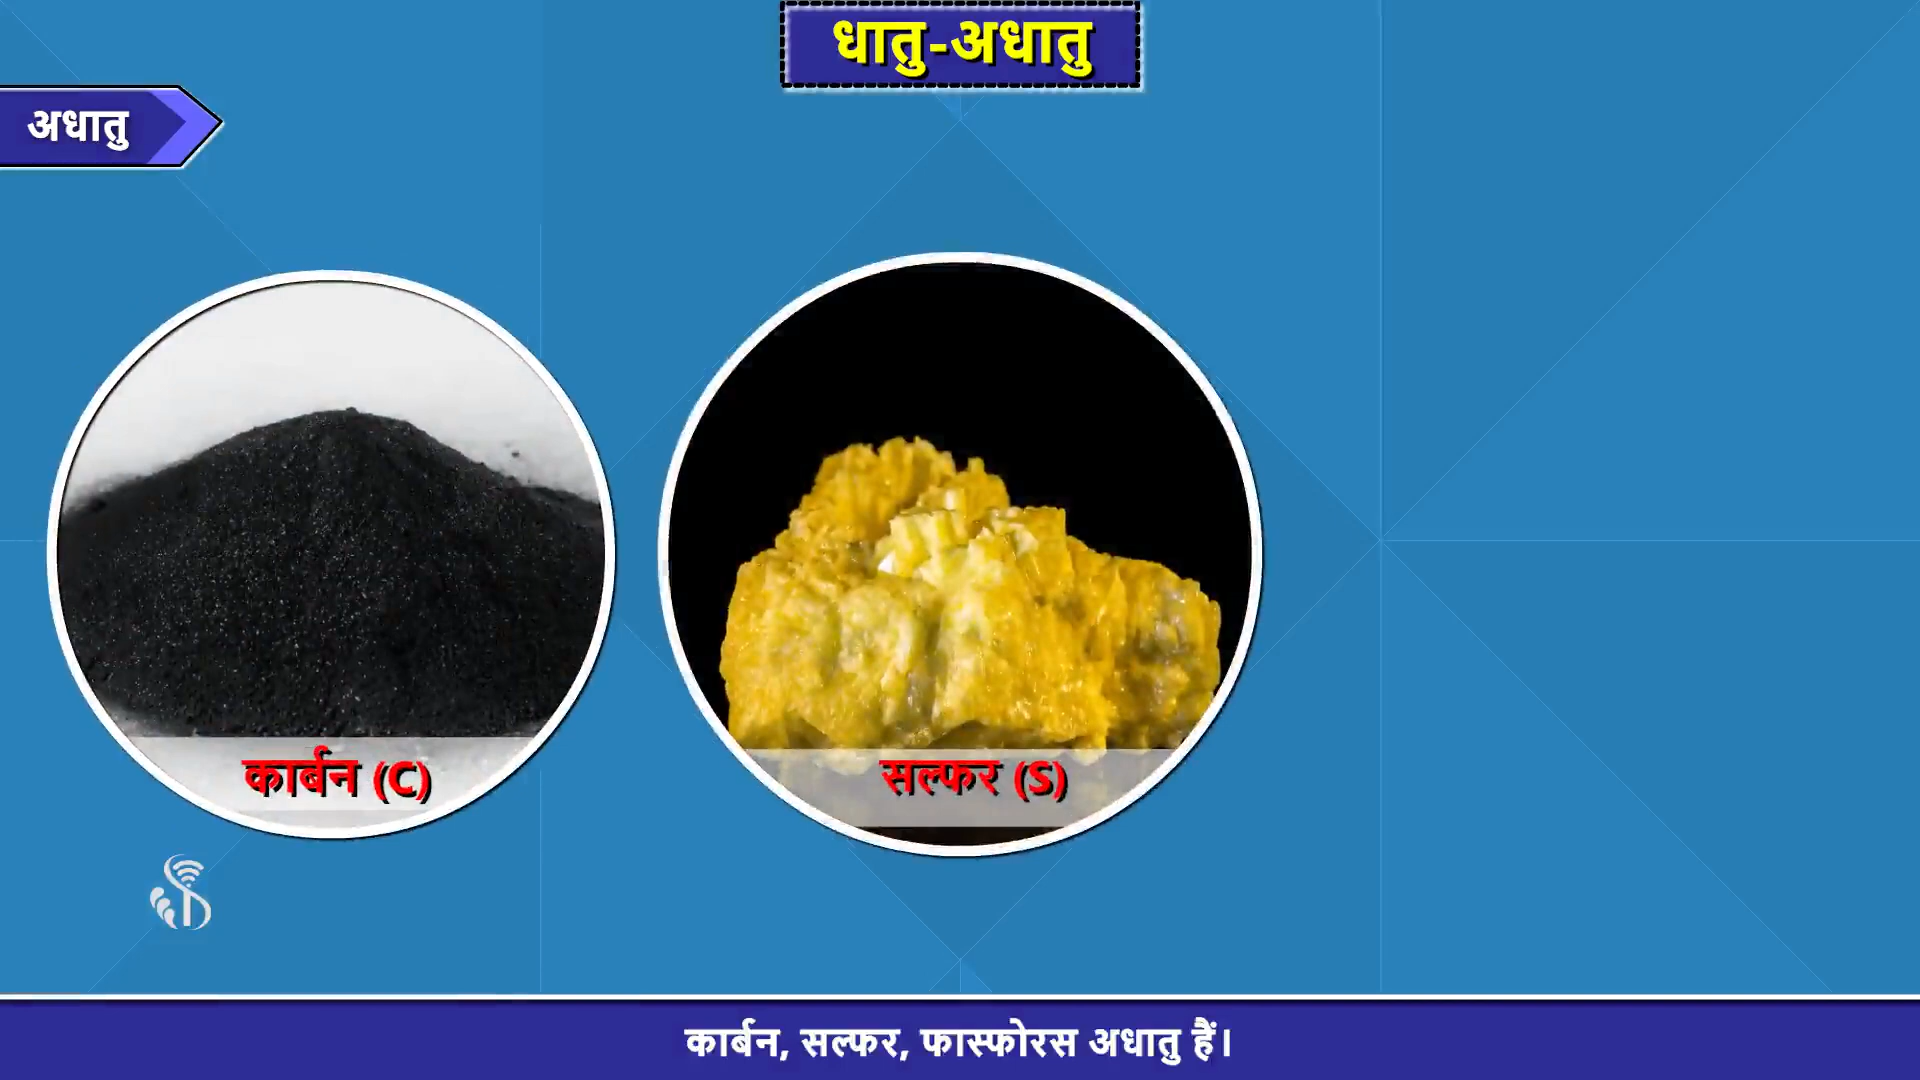 धातु-अधातु
अधातु
कार्बन (C)
सल्फर (S)
कार्बन, सल्फर, फास्फोरस अधातु हैं।